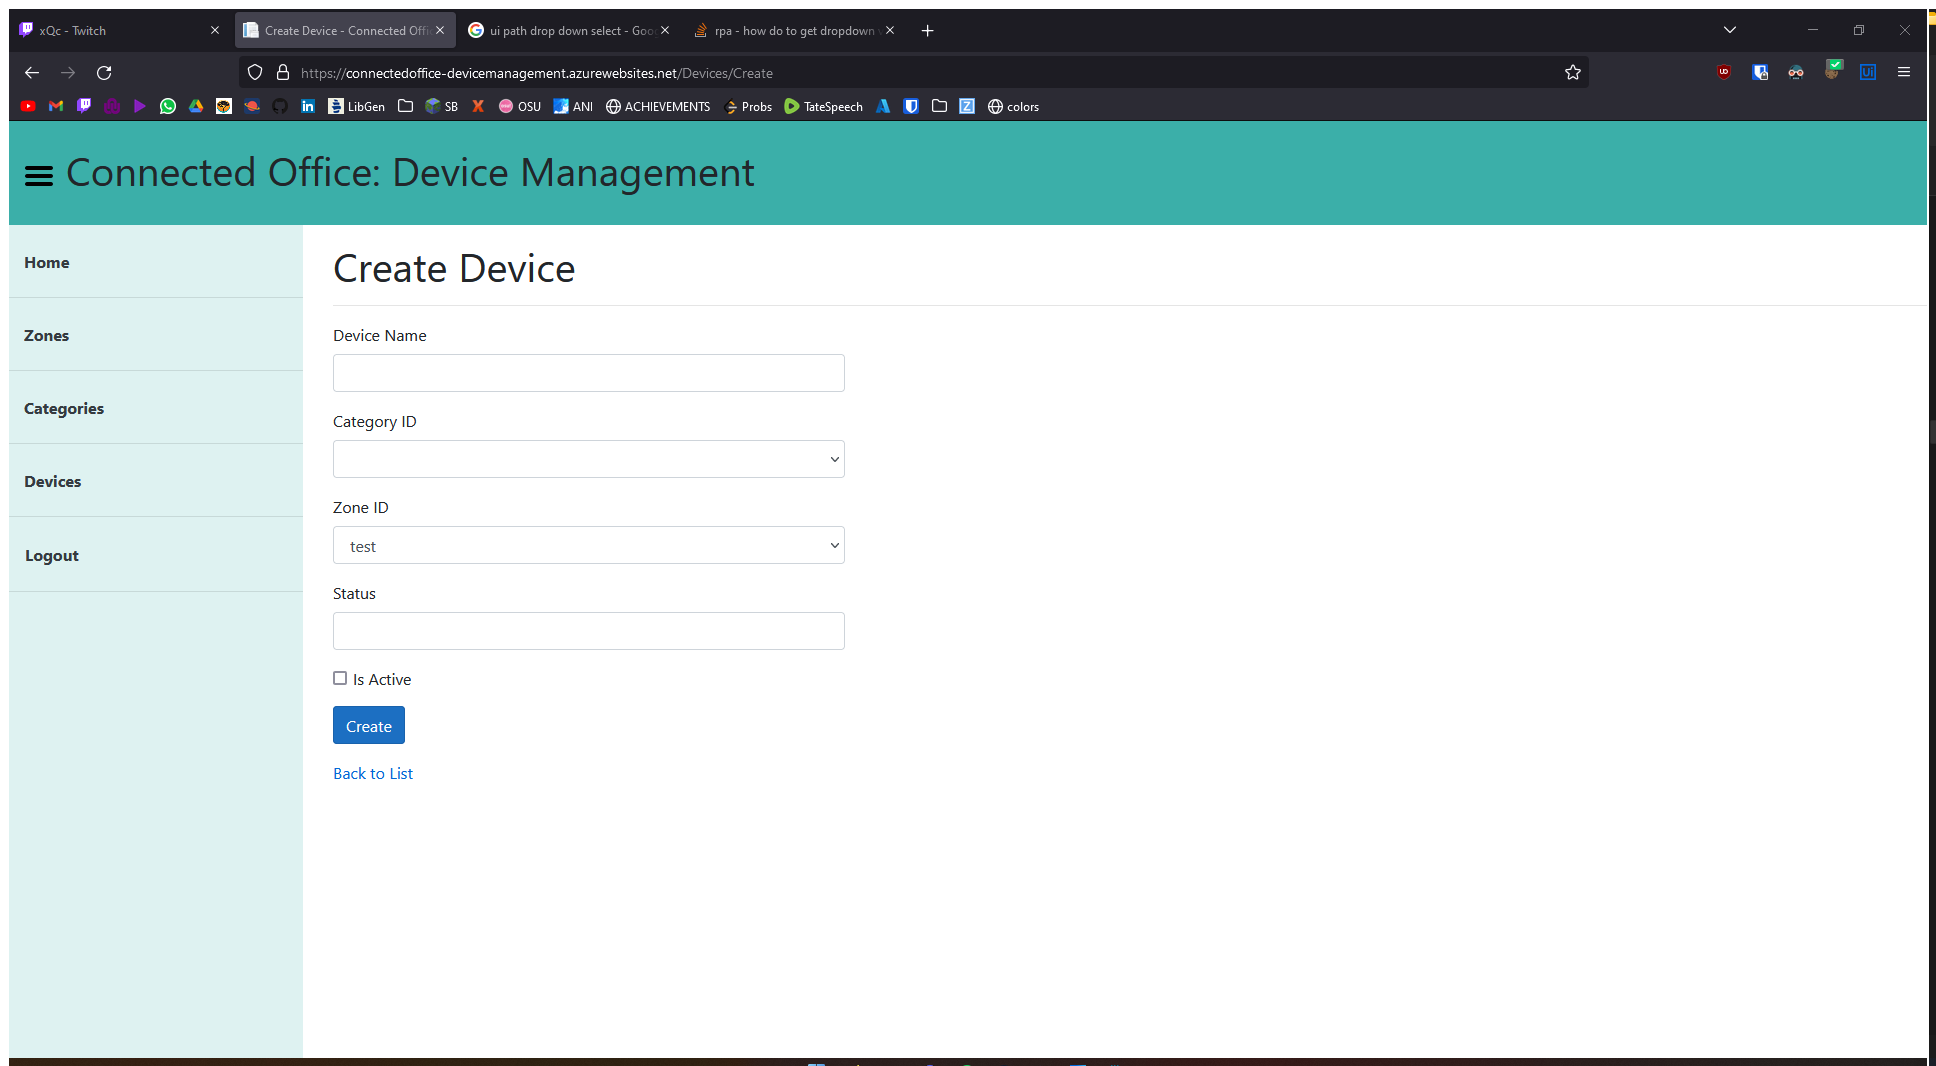 xQc - Twitch
Create Device - Connected Offi
ui path drop down select - Goo
rpa - how do to get dropdown v
https://connectedoffice-devicemanagement.azurewebsites.net/Devices/Create
LibGen SB OSU ANI ACHIEVEMENTS Probs TateSpeech colors
Connected Office: Device Management
Home
Zones
Categories
Devices
Logout
Create Device
Device Name
Category ID
Zone ID
test
Status
Is Active
Create
Back to List